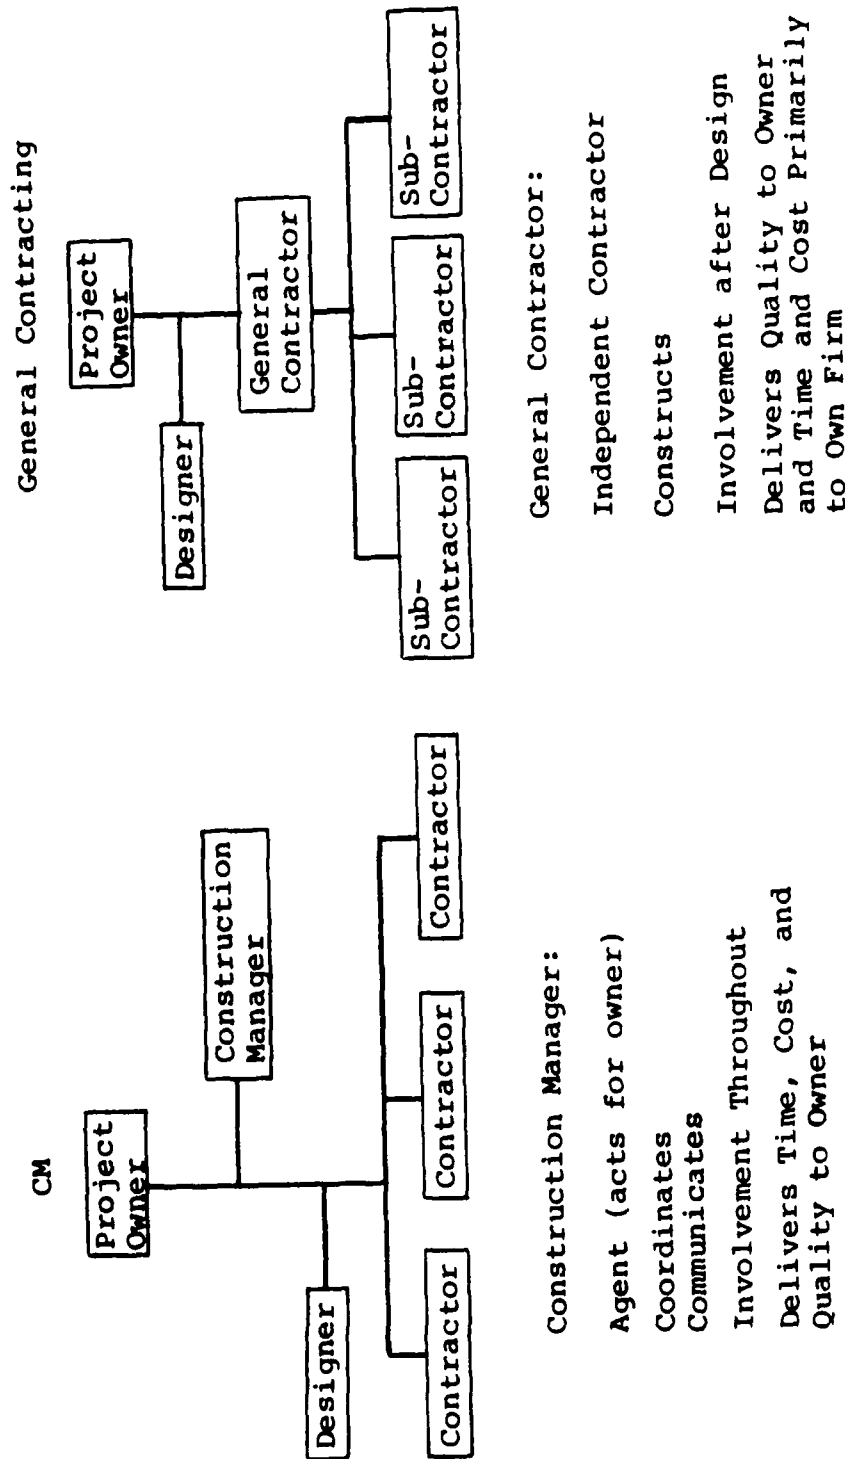 CM
Project
Owner
Construction
Manager
Designer
Contractor
Contractor
Contractor
Construction Manager:
Agent (acts for owner)
Coordinates
Communicates
Involvement Throughout
Delivers Time, Cost, and
Quality to Owner
General Contracting
Project
Owner
Designer
General
Contractor
Sub-
Contractor
Sub-
Contractor
Sub-
Contractor
General Contractor:
Independent Contractor
Constructs
Involvement after Design
Delivers Quality to Owner
and Time and Cost Primarily
to Own Firm